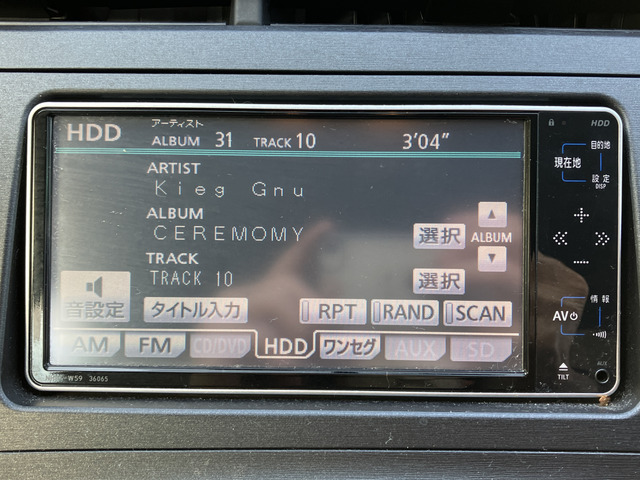 HDD アーティスト ALBUM 31 TRACK 10 3'04"
HDD
ARTIST
Kieg Gnu
ALBUM
CEREMOMY
選択 ALBUM
TRACK
TRACK 10
選択
音設定 タイトル入力 RPT RAND SCAN
AM FM CD/DVD HDD ワンセグ AUX SD
W59 36065
目的地
現在地
設定
DISP
情報
AV
TILT
AUX